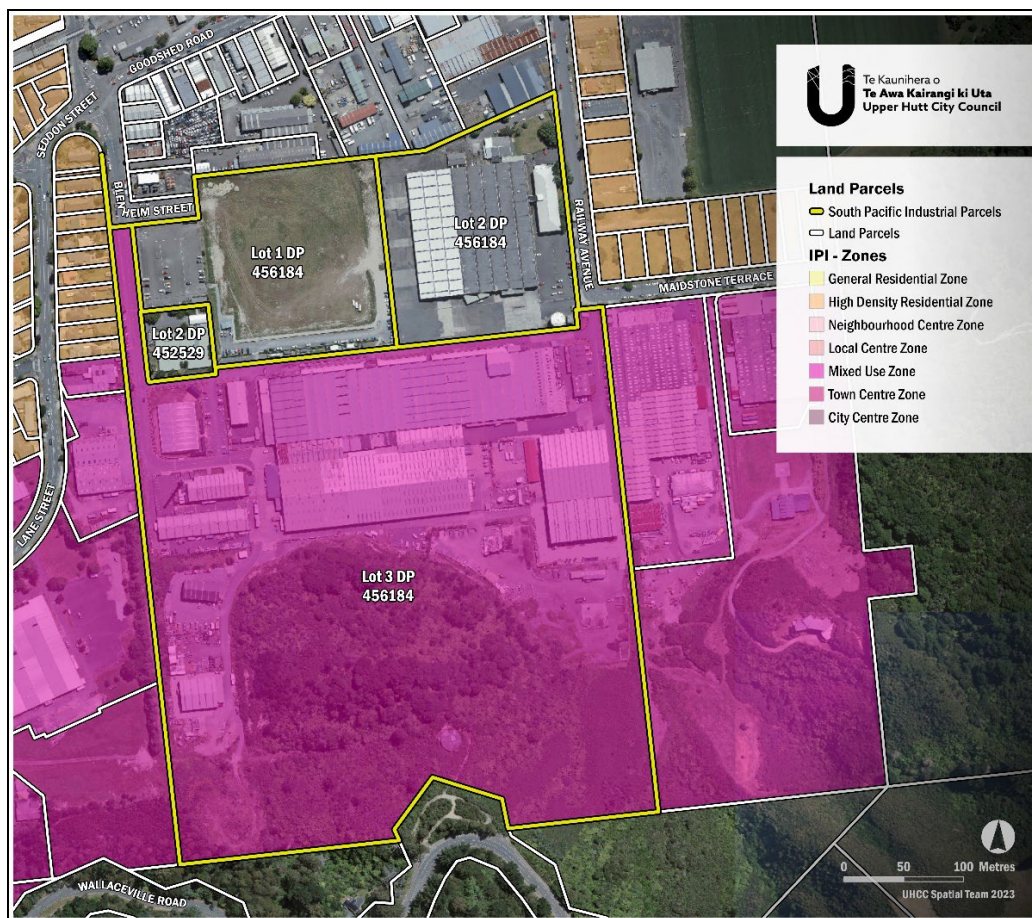 GOODSHED ROAD
SEDDON STREET
BLEN
HEIM STREET
Lot 1 DP
456184
Lot 2 DP
456184
RAILWAY AVENUE
MAIDSTONE TERRACE
Lot 2 DP
452529
LANE STREET
Lot 3 DP
456184
WALLACEVILLE ROAD
Te Kaunihera o
Te Awa Kairangi ki Uta
Upper Hutt City Council
Land Parcels
South Pacific Industrial Parcels
Land Parcels
IPI - Zones
General Residential Zone
High Density Residential Zone
Neighbourhood Centre Zone
Local Centre Zone
Mixed Use Zone
Town Centre Zone
City Centre Zone
0 50 100 Metres
UHCC Spatial Team 2023